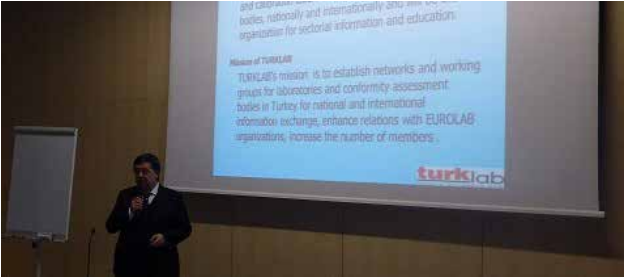 and calibration
bodies, nationally and internationally and will be
organization for sectorial information and education.
Mission of TURKLAB
TURKLAB's mission is to establish networks and working
groups for laboratories and conformity assessment
bodies in Turkey for national and international
information exchange, enhance relations with EUROLAB
organizations, increase the number of members .
turklab